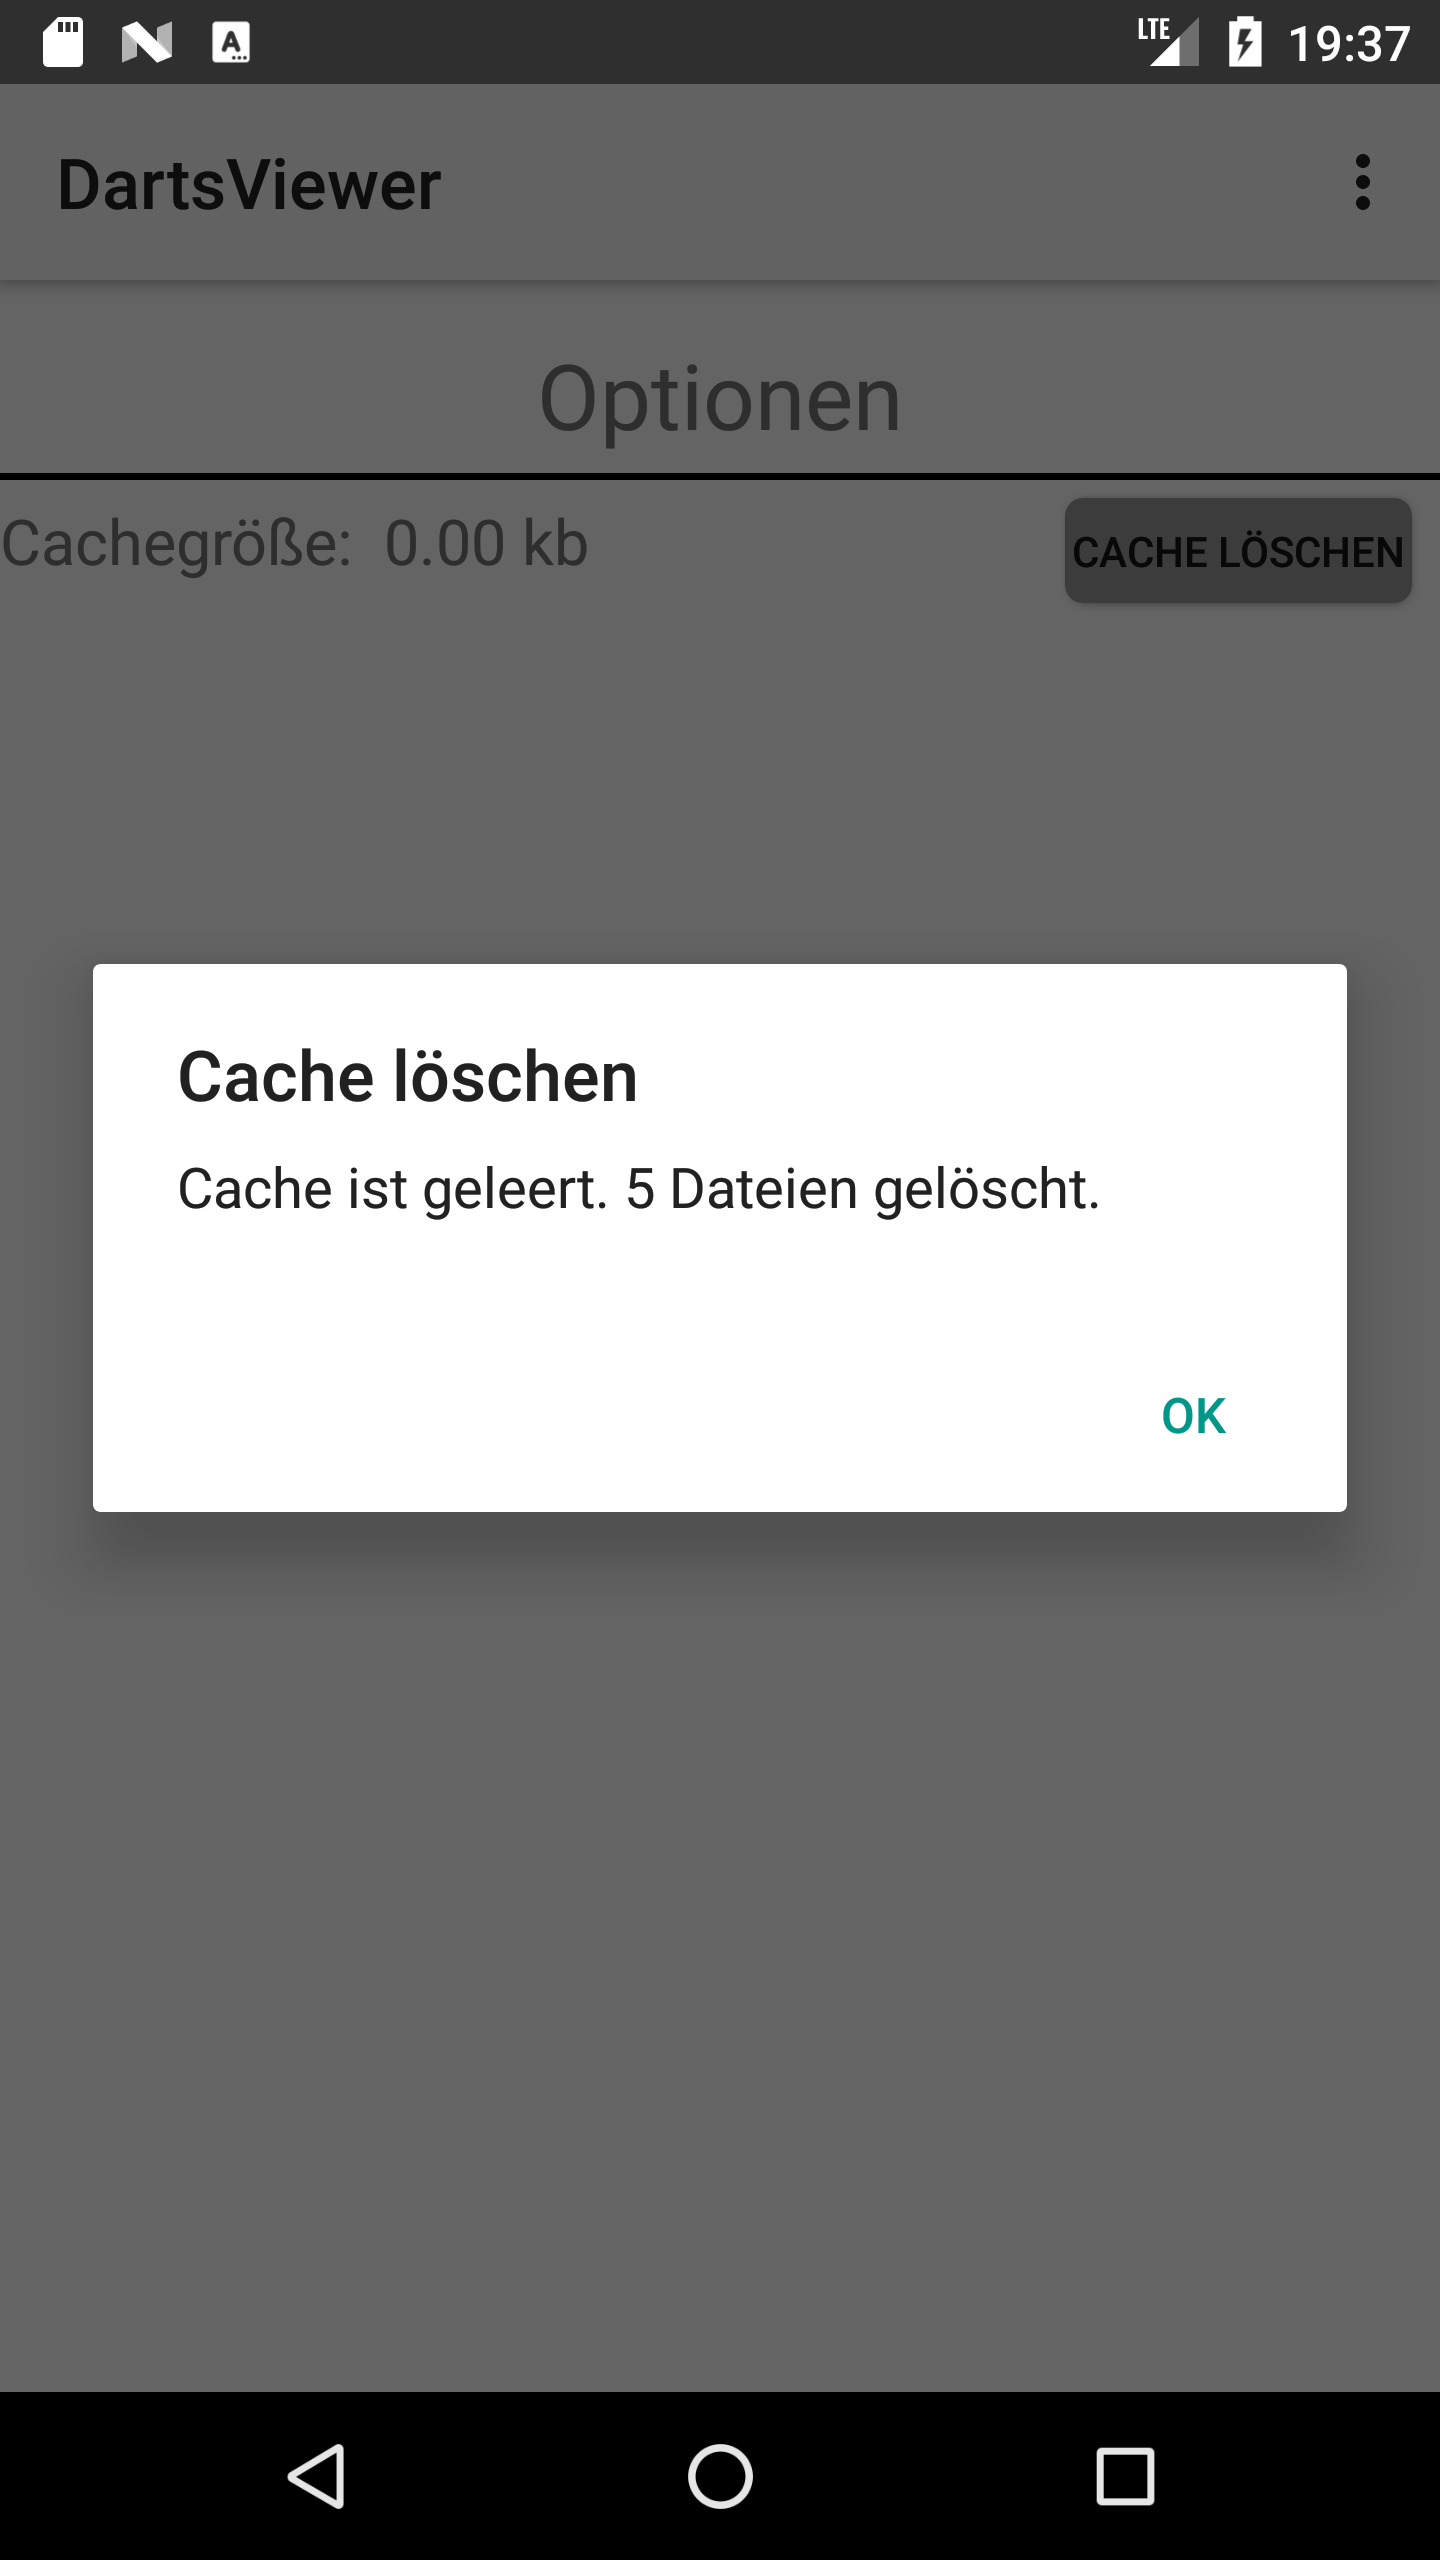 LTE 19:37
DartsViewer
Optionen
Cachegröße: 0.00 kb
CACHE LÖSCHEN
Cache löschen
Cache ist geleert. 5 Dateien gelöscht.
OK